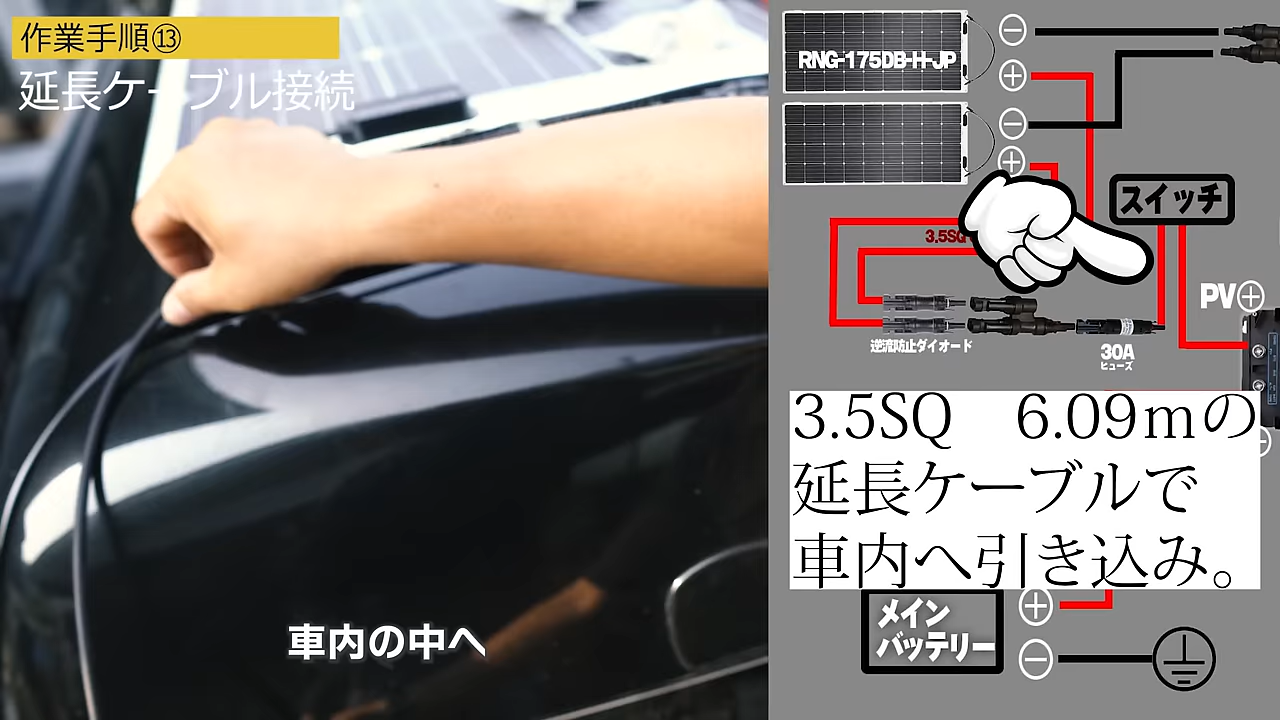 作業手順⑬
延長ケーブル接続
車内の中へ
RNG-175DB-H-JP
スイッチ
3.5SQ
PV⊕
逆流防止ダイオード
30A
ヒューズ
3.5SQ 6.09mの
延長ケーブルで
車内へ引き込み。
メイン
バッテリー